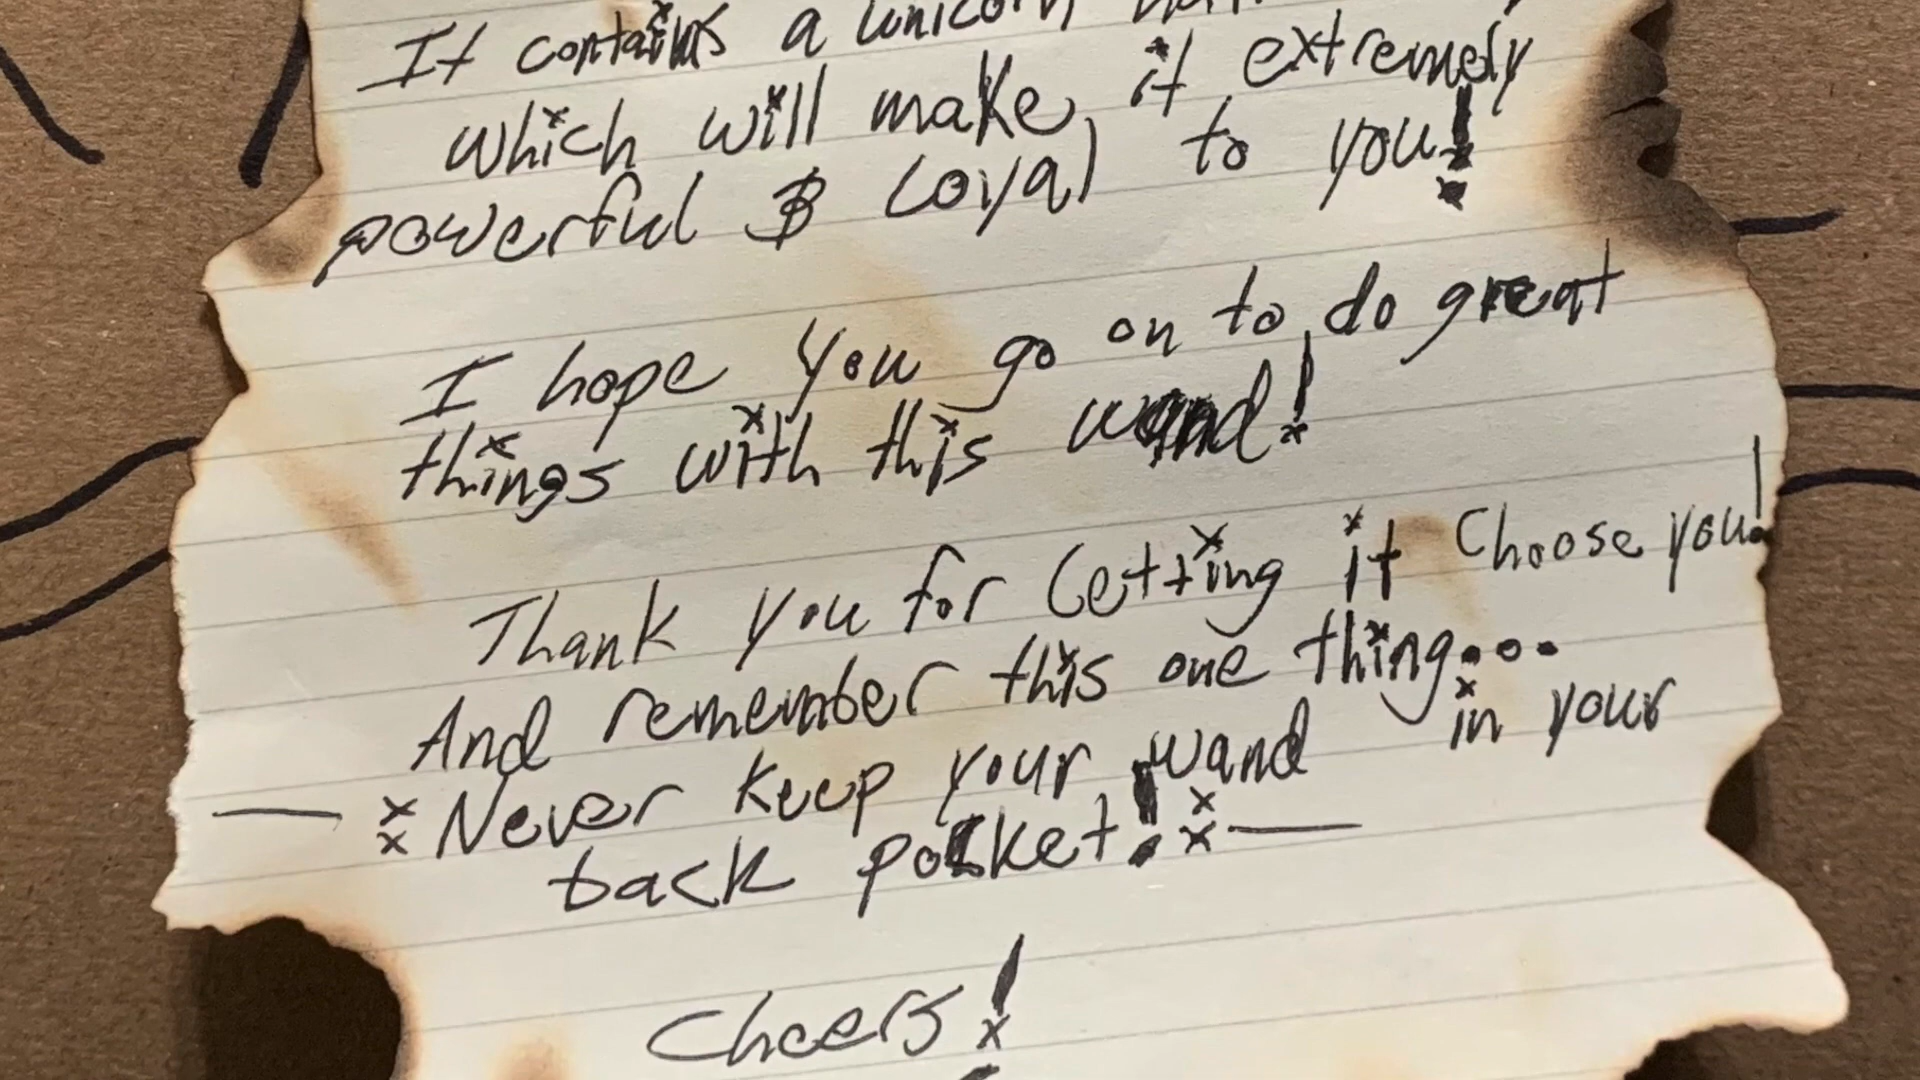 It contains a unicorn
which will make it extremely
powerful & loyal to you!
I hope you go on to do great
things with this wand!
Thank you for letting it choose you!
And remember this one thing...
Never keep your wand in your
back pocket!
Cheers!